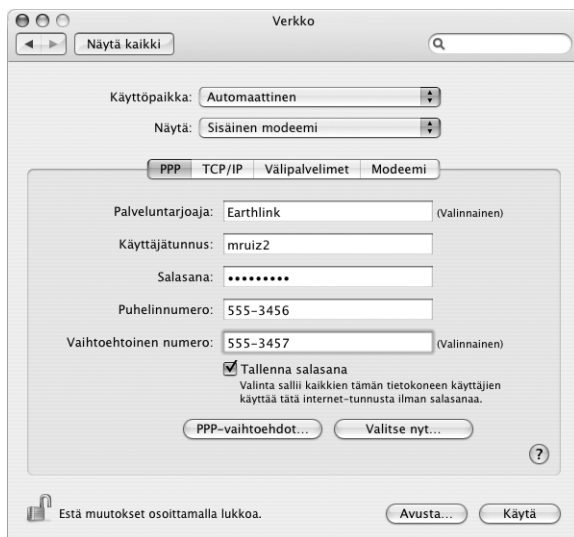 Verkko
Näytä kaikki
Käyttöpaikka: Automaattinen
Näytä: Sisäinen modeemi
PPP TCP/IP Välipalvelimet Modeemi
Palveluntarjoaja: Earthlink (Valinnainen)
Käyttäjätunnus: mruiz2
Salasana: •••••••••
Puhelinnumero: 555-3456
Vaihtoehtoinen numero: 555-3457 (Valinnainen)
Tallenna salasana
Valinta sallii kaikkien tämän tietokoneen käyttäjien
käyttää tätä internet-tunnusta ilman salasanaa.
PPP-vaihtoehdot... Valitse nyt...
?
Estä muutokset osoittamalla lukkoa. Avusta... Käytä